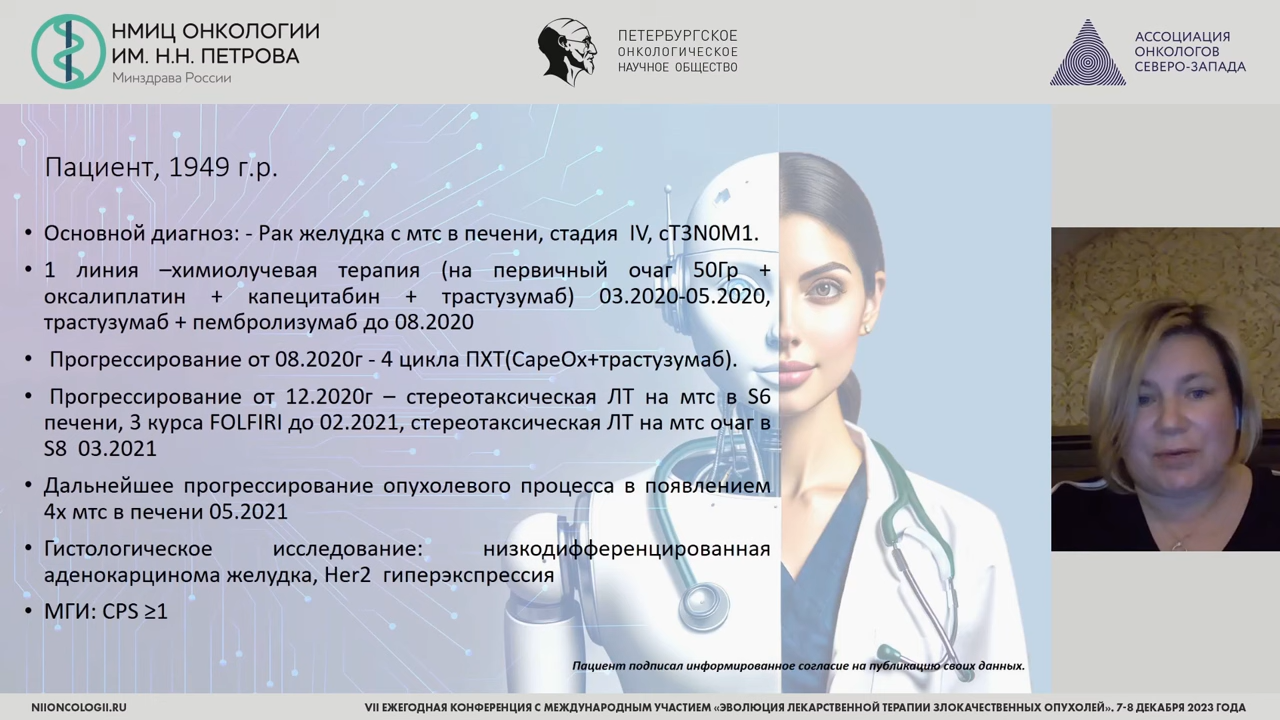 НМИЦ ОНКОЛОГИИ
ИМ. Н.Н. ПЕТРОВА
Минздрава России
ПЕТЕРБУРГСКОЕ
ОНКОЛОГИЧЕСКОЕ
НАУЧНОЕ ОБЩЕСТВО
АССОЦИАЦИЯ
ОНКОЛОГОВ
СЕВЕРО-ЗАПАДА
Пациент, 1949 г.р.
• Основной диагноз: - Рак желудка с мтс в печени, стадия IV, cT3N0M1.
• 1 линия –химиолучевая терапия (на первичный очаг 50Гр +
оксалиплатин + капецитабин + трастузумаб) 03.2020-05.2020,
трастузумаб + пембролизумаб до 08.2020
• Прогрессирование от 08.2020г - 4 цикла ПХТ(CapeOx+трастузумаб).
• Прогрессирование от 12.2020г – стереотаксическая ЛТ на мтс в S6
печени, 3 курса FOLFIRI до 02.2021, стереотаксическая ЛТ на мтс очаг в
S8 03.2021
• Дальнейшее прогрессирование опухолевого процесса в появлением
4х мтс в печени 05.2021
• Гистологическое исследование: низкодифференцированная
аденокарцинома желудка, Her2 гиперэкспрессия
• МГИ: CPS ≥1
Пациент подписал информированное согласие на публикацию своих данных.
NIIONCOLOGII.RU
VII ЕЖЕГОДНАЯ КОНФЕРЕНЦИЯ С МЕЖДУНАРОДНЫМ УЧАСТИЕМ «ЭВОЛЮЦИЯ ЛЕКАРСТВЕННОЙ ТЕРАПИИ ЗЛОКАЧЕСТВЕННЫХ ОПУХОЛЕЙ». 7-8 ДЕКАБРЯ 2023 ГОДА